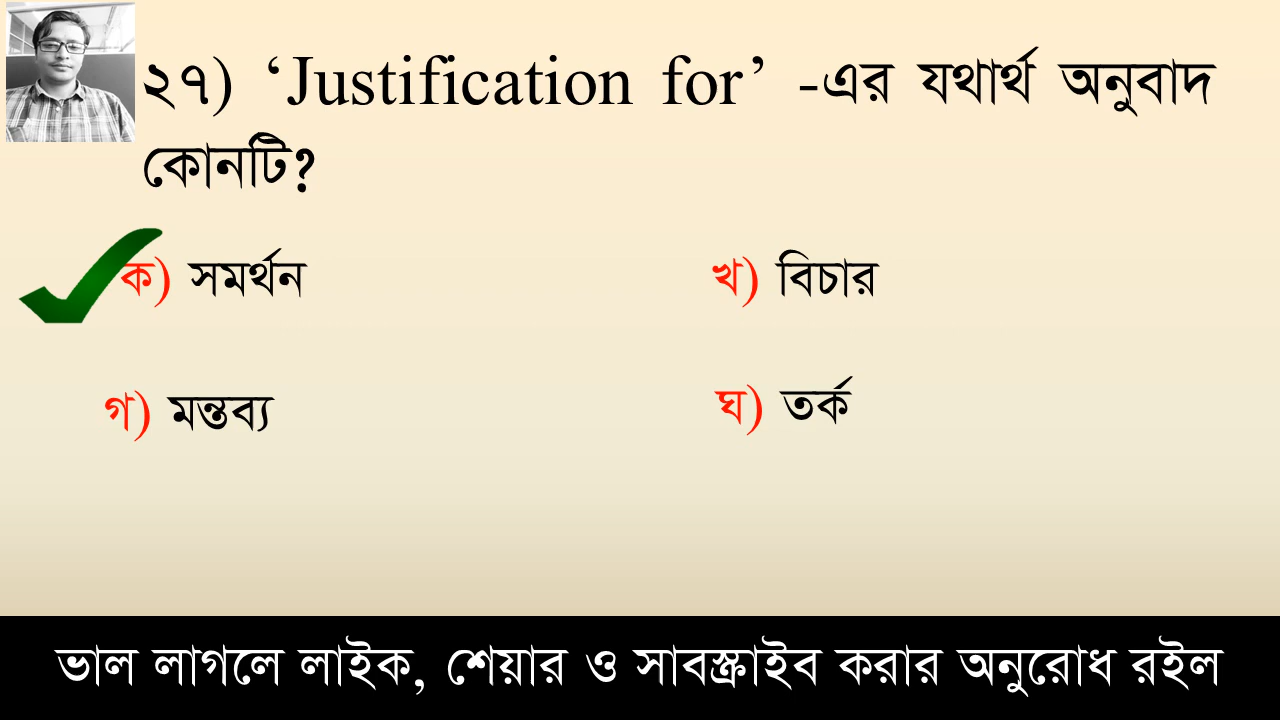 ২৭) ‘Justification for’ -এর যথার্থ অনুবাদ
কোনটি?
ক) সমর্থন
খ) বিচার
গ) মন্তব্য
ঘ) তর্ক
ভাল লাগলে লাইক, শেয়ার ও সাবস্ক্রাইব করার অনুরোধ রইল